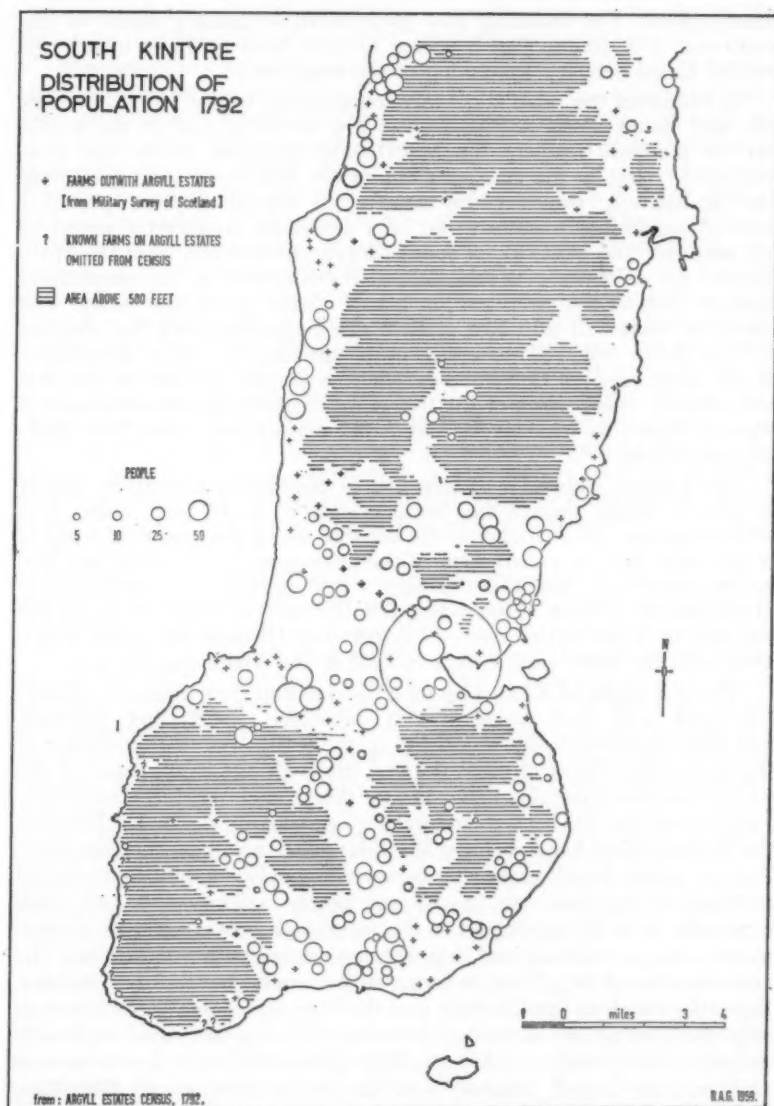 SOUTH KINTYRE
DISTRIBUTION OF
POPULATION 1792
+ FARMS OUTWITH ARGYLL ESTATES
[from Military Survey of Scotland]
? KNOWN FARMS ON ARGYLL ESTATES
OMITTED FROM CENSUS
AREA ABOVE 500 FEET
PEOPLE
5 10 25 50
N
1 0 miles 3 4
from: ARGYLL ESTATES CENSUS, 1792.
R.A.G. 1959.